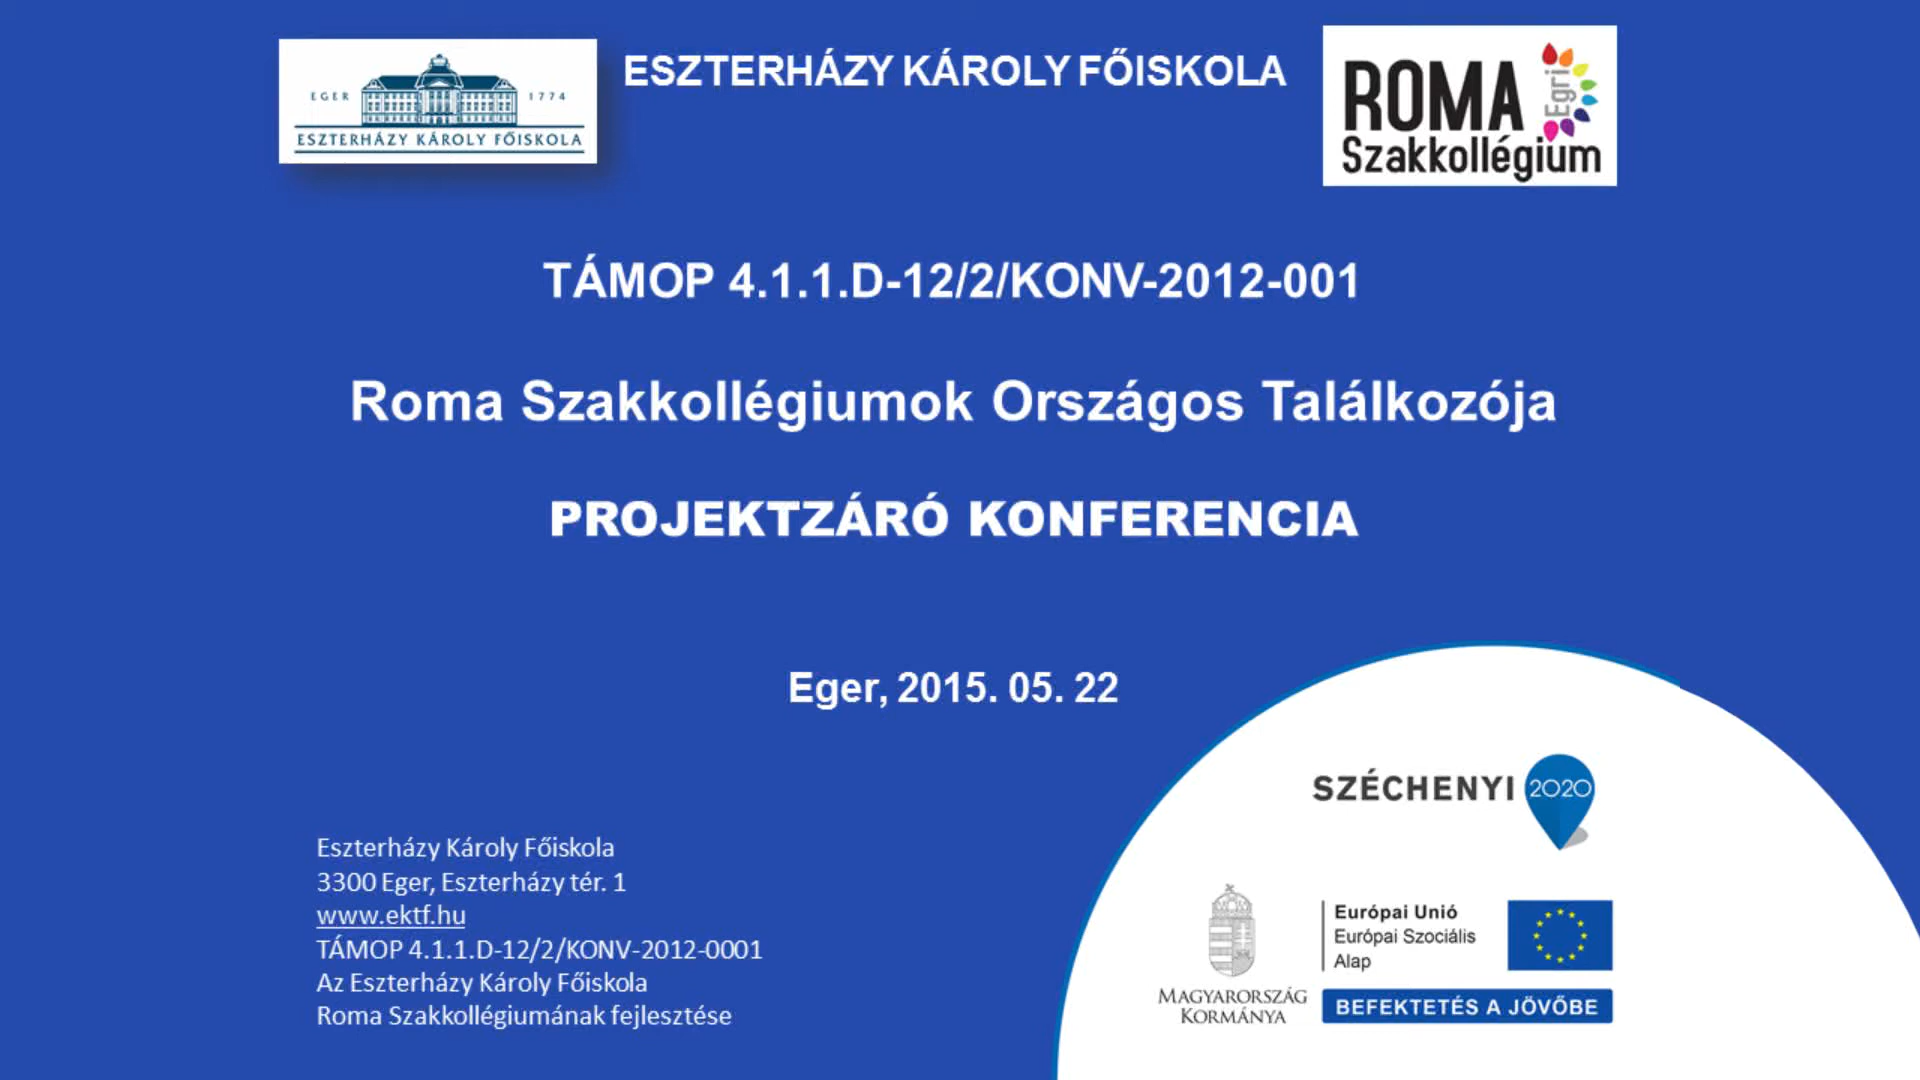 EGER 1774
ESZTERHÁZY KÁROLY FŐISKOLA
ESZTERHÁZY KÁROLY FŐISKOLA
ROMA Egri
Szakkollégium
TÁMOP 4.1.1.D-12/2/KONV-2012-001
Roma Szakkollégiumok Országos Találkozója
PROJEKTZÁRÓ KONFERENCIA
Eger, 2015. 05. 22
Eszterházy Károly Főiskola
3300 Eger, Eszterházy tér. 1
www.ektf.hu
TÁMOP 4.1.1.D-12/2/KONV-2012-0001
Az Eszterházy Károly Főiskola
Roma Szakkollégiumának fejlesztése
SZÉCHENYI 2020
MAGYARORSZÁG
KORMÁNYA
Európai Unió
Európai Szociális
Alap
BEFEKTETÉS A JÖVŐBE